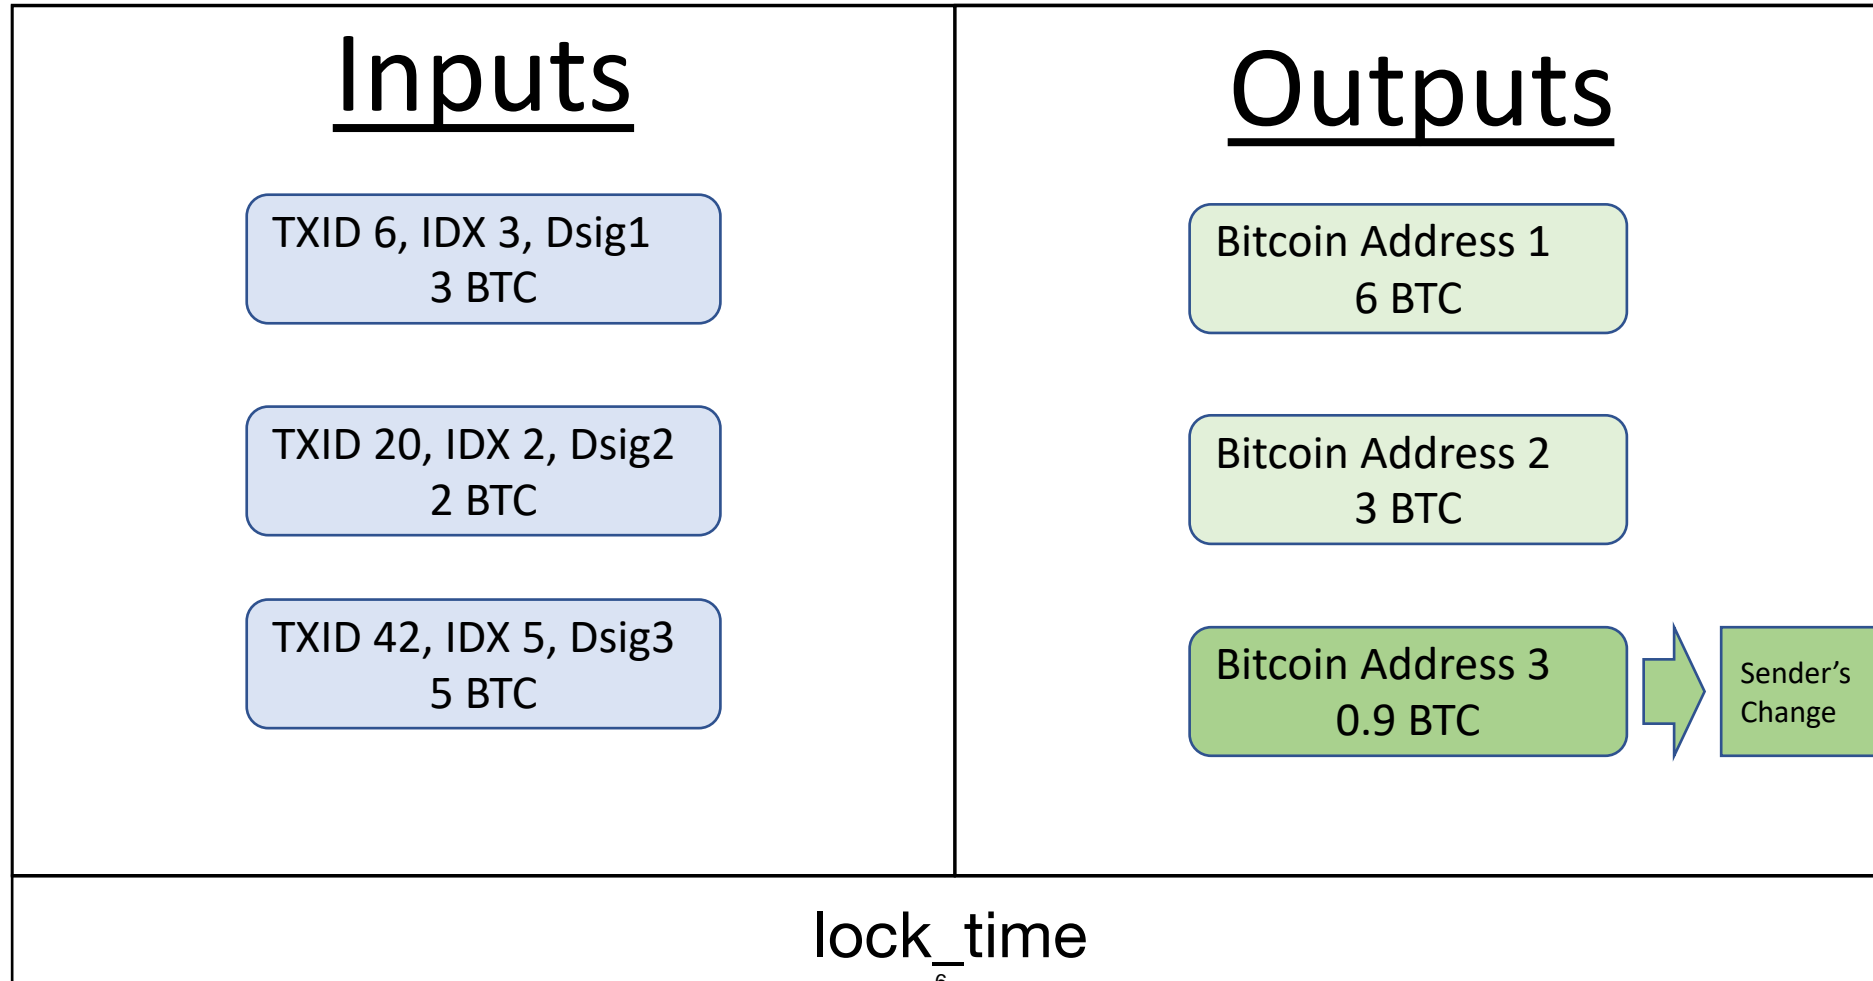 Inputs
TXID 6, IDX 3, Dsig1
3 BTC
TXID 20, IDX 2, Dsig2
2 BTC
TXID 42, IDX 5, Dsig3
5 BTC
Outputs
Bitcoin Address 1
6 BTC
Bitcoin Address 2
3 BTC
Bitcoin Address 3
0.9 BTC
Sender’s
Change
lock_time
6